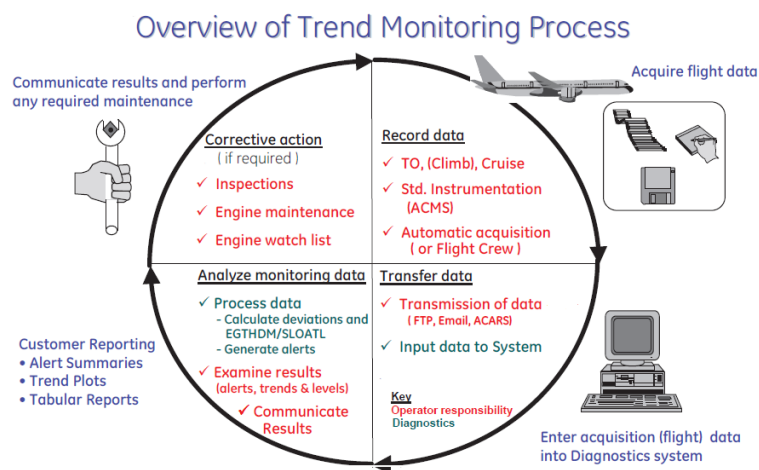 Overview of Trend Monitoring Process
Communicate results and perform
any required maintenance
Acquire flight data
Corrective action
( if required )
✓ Inspections
✓ Engine maintenance
✓ Engine watch list
Record data
✓ TO, (Climb), Cruise
✓ Std. Instrumentation
(ACMS)
✓ Automatic acquisition
( or Flight Crew )
Analyze monitoring data
✓ Process data
- Calculate deviations and
EGTHDM/SLOATL
- Generate alerts
✓ Examine results
(alerts, trends & levels)
✓ Communicate
Results
Transfer data
✓ Transmission of data
( FTP, Email, ACARS)
✓ Input data to System
Key
Operator responsibility
Diagnostics
Customer Reporting
• Alert Summaries
• Trend Plots
• Tabular Reports
Enter acquisition (flight) data
into Diagnostics system